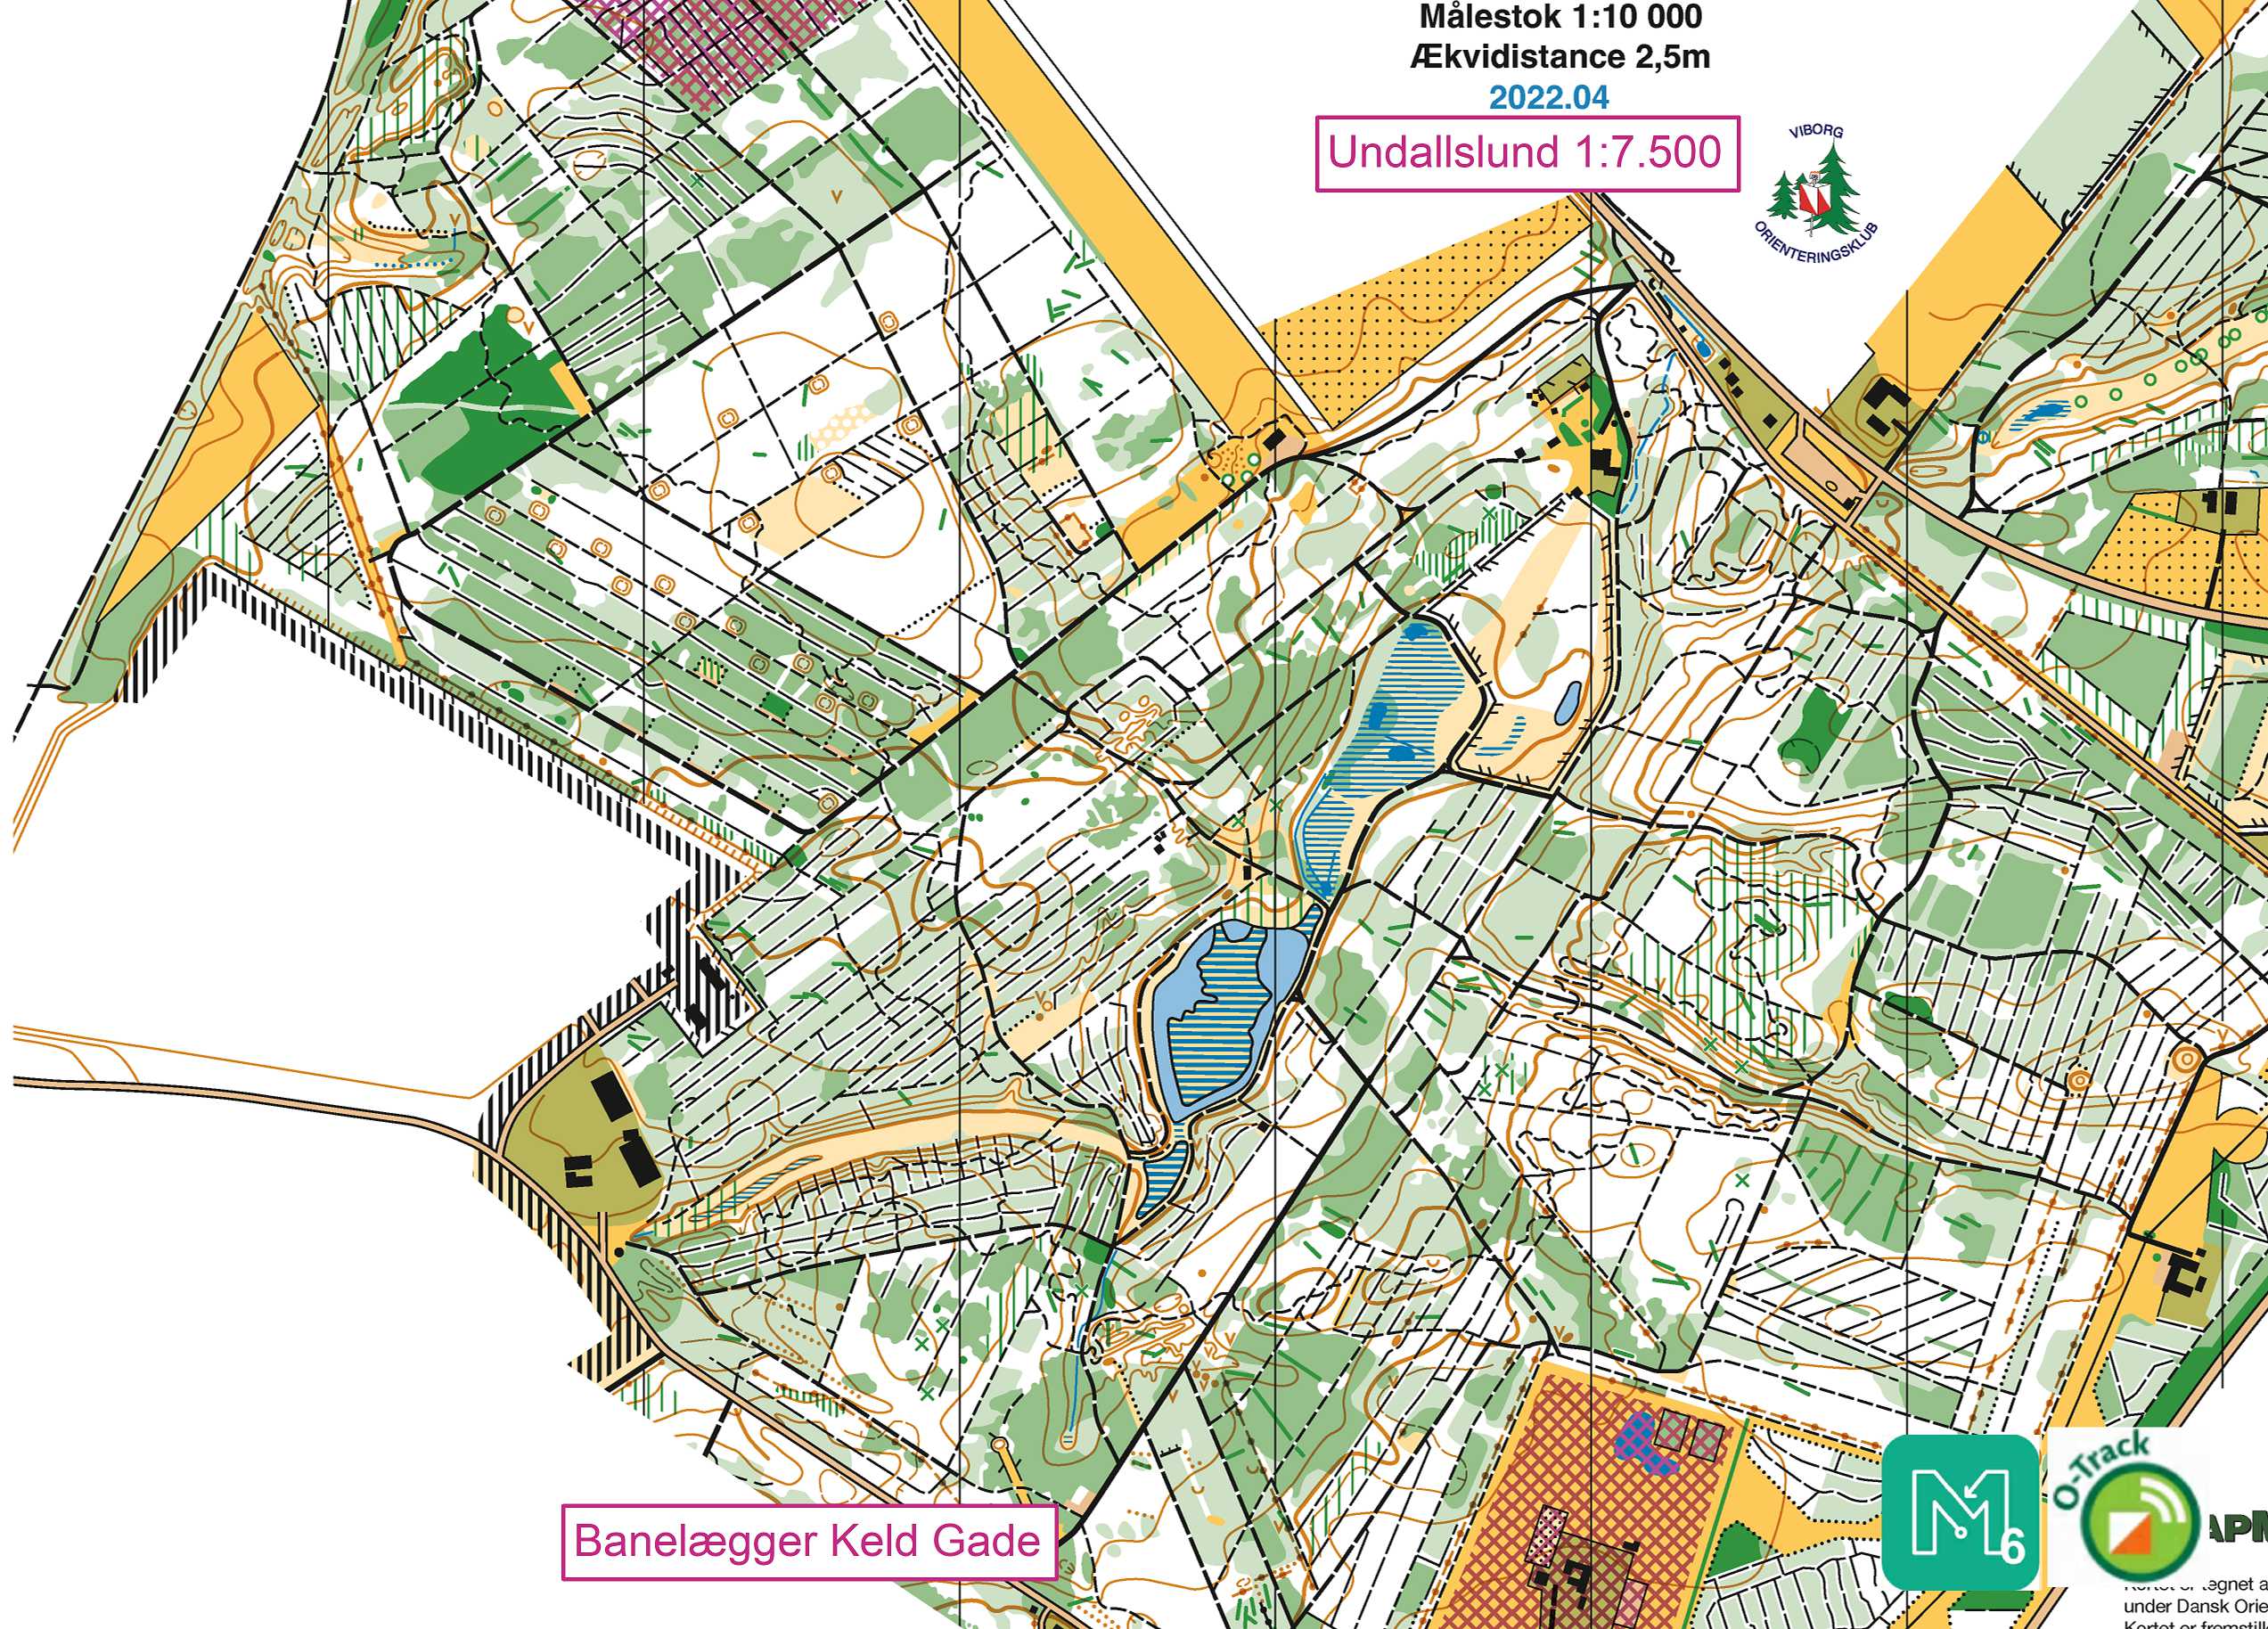 Målestok 1:10 000
Ækvidistance 2,5m
2022.04
Undallslund 1:7.500
VIBORG
ORIENTERINGSKLUB
Banelægger Keld Gade
M6
O-Track
under Dansk